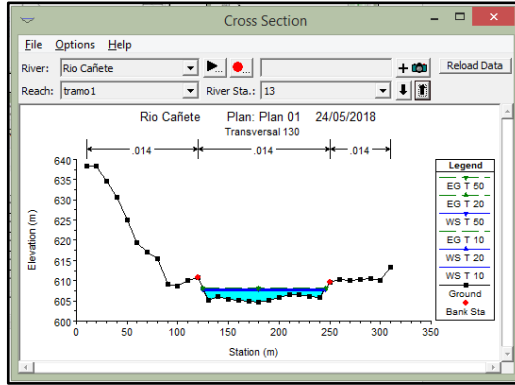 Cross Section
File Options Help
River: Rio Cañete
Reload Data
Reach: tramo1 River Sta.: 13
Rio Cañete Plan: Plan 01 24/05/2018
Transversal 130
.014 .014 .014
Elevation (m)
640
635
630
625
620
615
610
605
600
0 50 100 150 200 250 300 350
Station (m)
Legend
EG T 50
EG T 20
WS T 50
EG T 10
WS T 20
WS T 10
Ground
Bank Sta